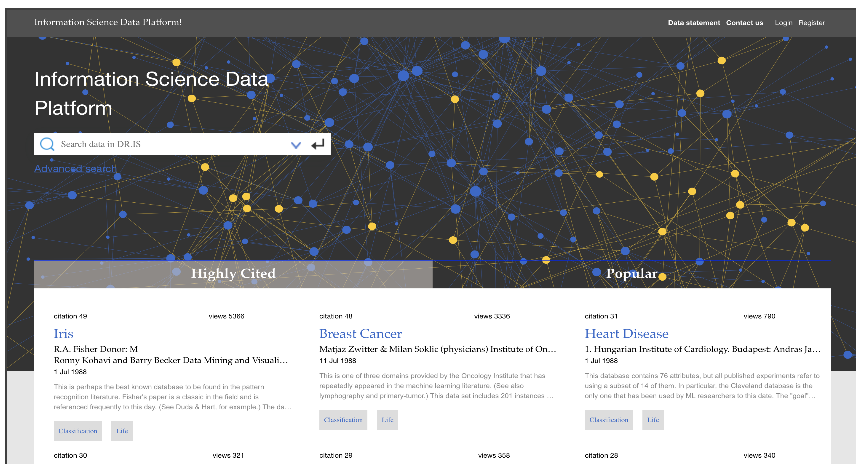 Information Science Data Platform!
Data statement Contact us Login Register
Information Science Data
Platform
Search data in DR.IS
Advanced search
Highly Cited
Popular
citation 49 views 5366
Iris
R.A. Fisher Donor: M
Ronny Kohavi and Barry Becker Data Mining and Visuali…
1 Jul 1988
This is perhaps the best known database to be found in the pattern
recognition literature. Fisher's paper is a classic in the field and is
referenced frequently to this day. (See Duda & Hart, for example.) The da…
Classification Life
citation 48 views 3336
Breast Cancer
Matjaz Zwitter & Milan Soklic (physicians) Institute of On…
11 Jul 1988
This is one of three domains provided by the Oncology Institute that has
repeatedly appeared in the machine learning literature. (See also
lymphography and primary-tumor.) This data set includes 201 instances …
Classification Life
citation 31 views 790
Heart Disease
1. Hungarian Institute of Cardiology. Budapest: Andras Ja…
1 Jul 1988
This database contains 76 attributes, but all published experiments refer to
using a subset of 14 of them. In particular, the Cleveland database is the
only one that has been used by ML researchers to this date. The "goal"…
Classification Life
citation 30 views 321
citation 29 views 358
citation 28 views 340